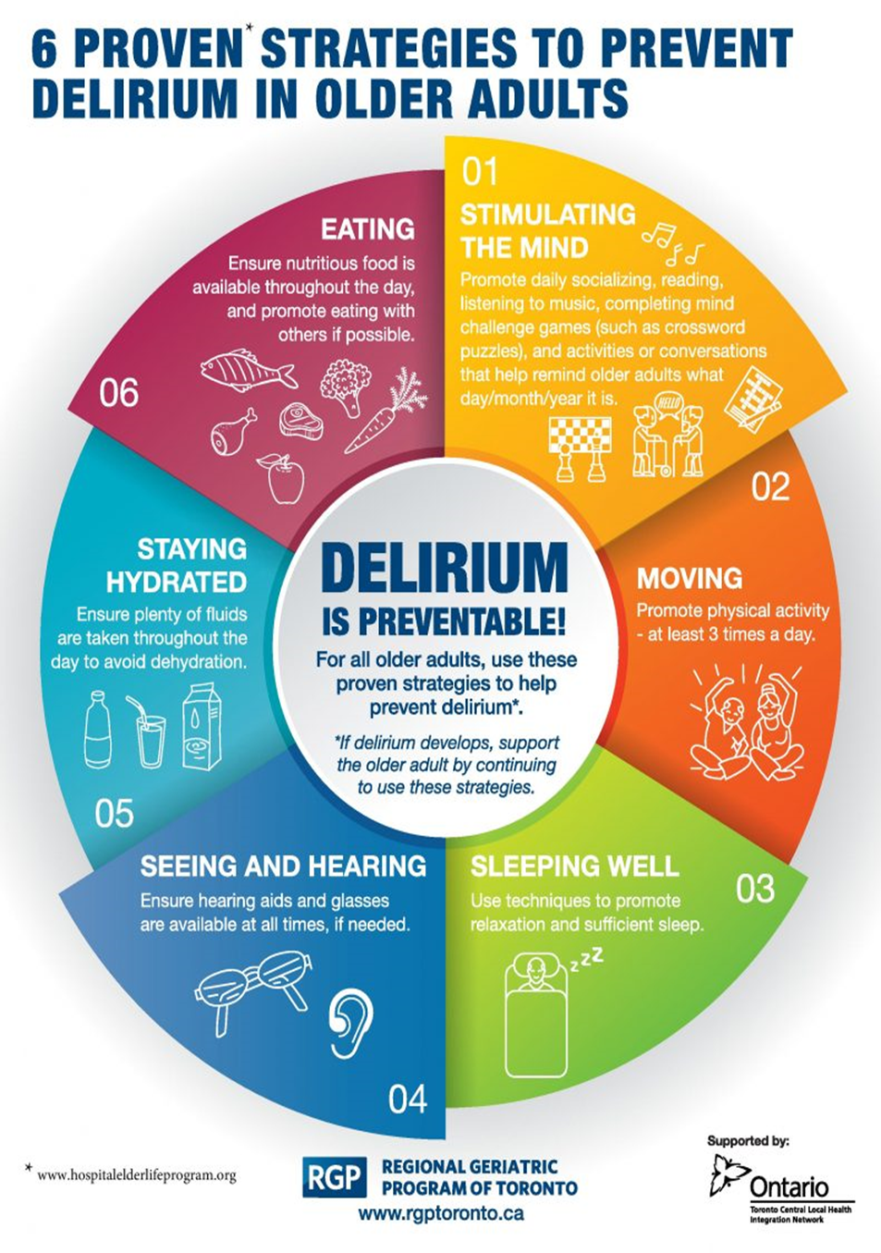 6 PROVEN* STRATEGIES TO PREVENT
DELIRIUM IN OLDER ADULTS
01
STIMULATING
THE MIND
Promote daily socializing, reading,
listening to music, completing mind
challenge games (such as crossword
puzzles), and activities or conversations
that help remind older adults what
day/month/year it is.
HELLO
02
MOVING
Promote physical activity
- at least 3 times a day.
03
SLEEPING WELL
Use techniques to promote
relaxation and sufficient sleep.
zzZ
04
SEEING AND HEARING
Ensure hearing aids and glasses
are available at all times, if needed.
05
STAYING
HYDRATED
Ensure plenty of fluids
are taken throughout the
day to avoid dehydration.
06
EATING
Ensure nutritious food is
available throughout the day,
and promote eating with
others if possible.
DELIRIUM
IS PREVENTABLE!
For all older adults, use these
proven strategies to help
prevent delirium*.
*If delirium develops, support
the older adult by continuing
to use these strategies.
* www.hospitalelderlifeprogram.org
RGP
REGIONAL GERIATRIC
PROGRAM OF TORONTO
www.rgptoronto.ca
Supported by:
Ontario
Toronto Central Local Health
Integration Network